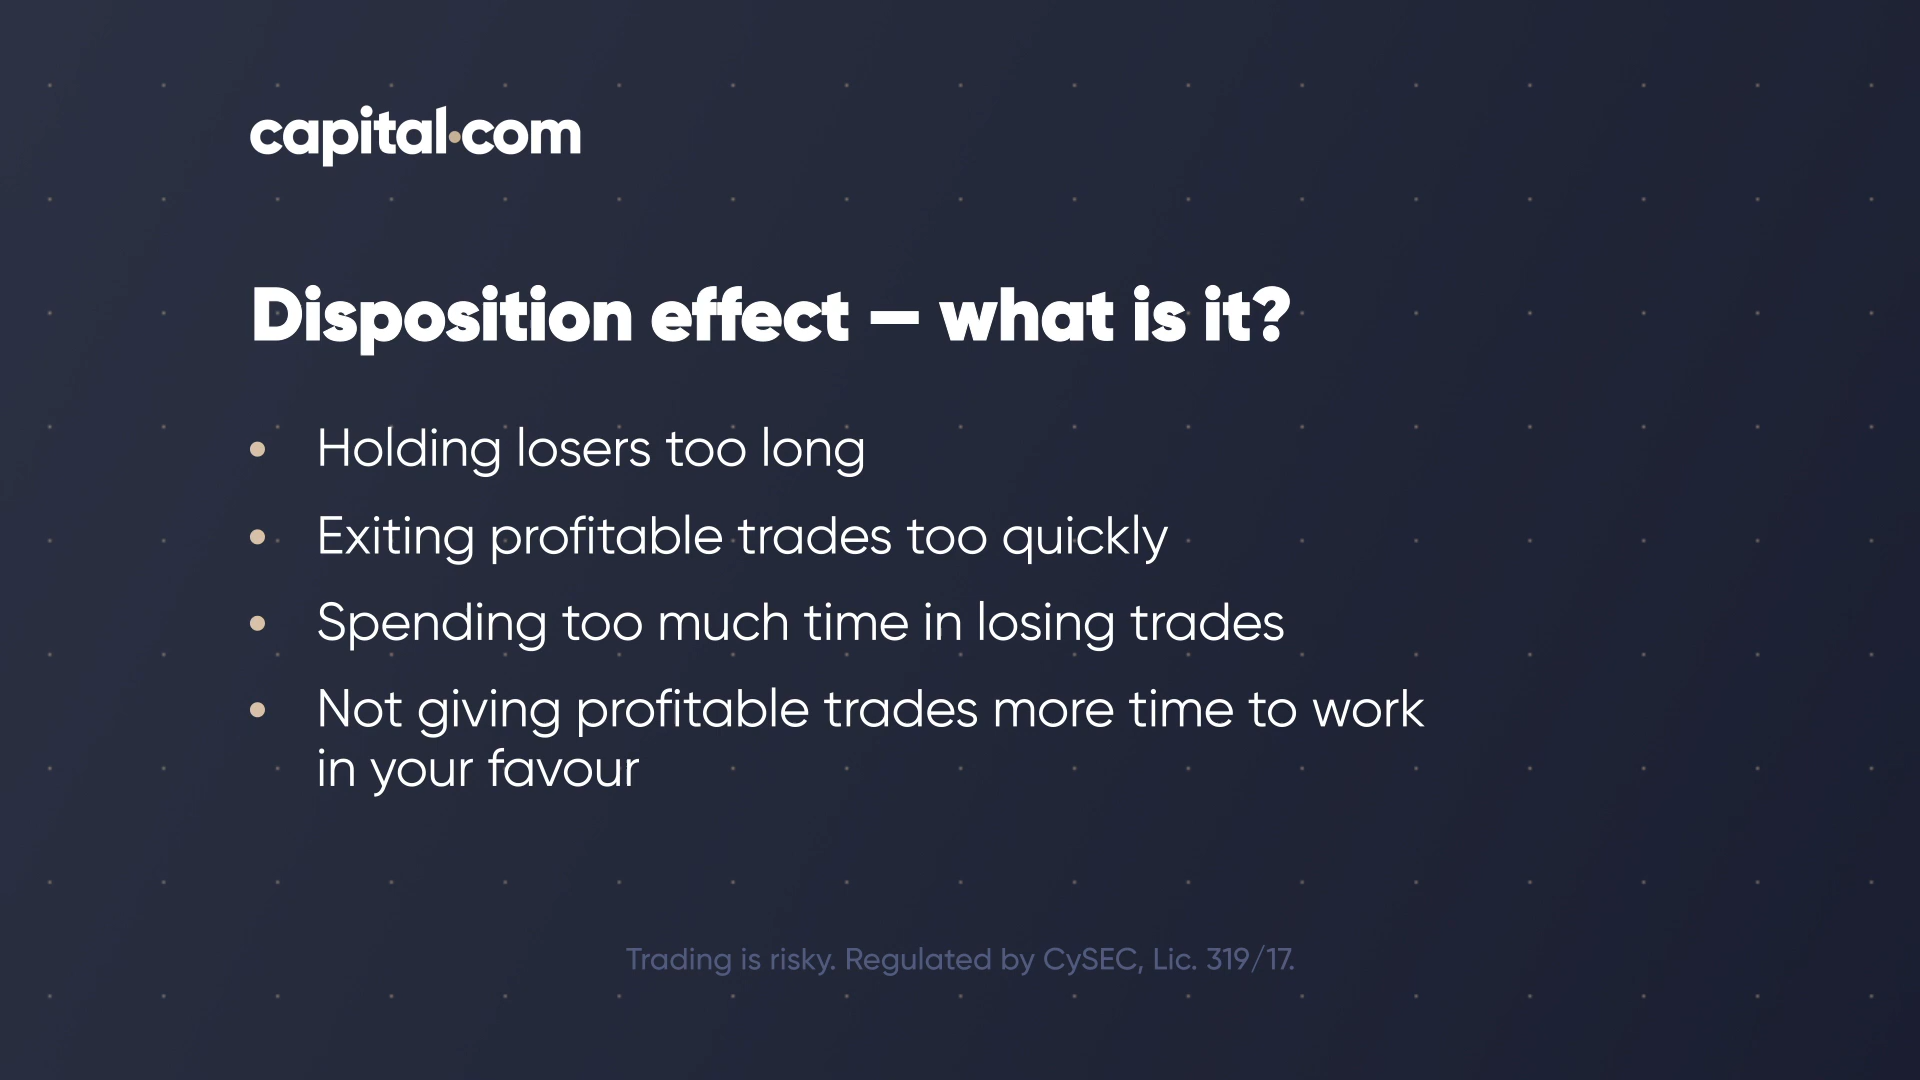 capital•com
Disposition effect — what is it?
• Holding losers too long
• Exiting profitable trades too quickly
• Spending too much time in losing trades
• Not giving profitable trades more time to work
in your favour
Trading is risky. Regulated by CySEC, Lic. 319/17.